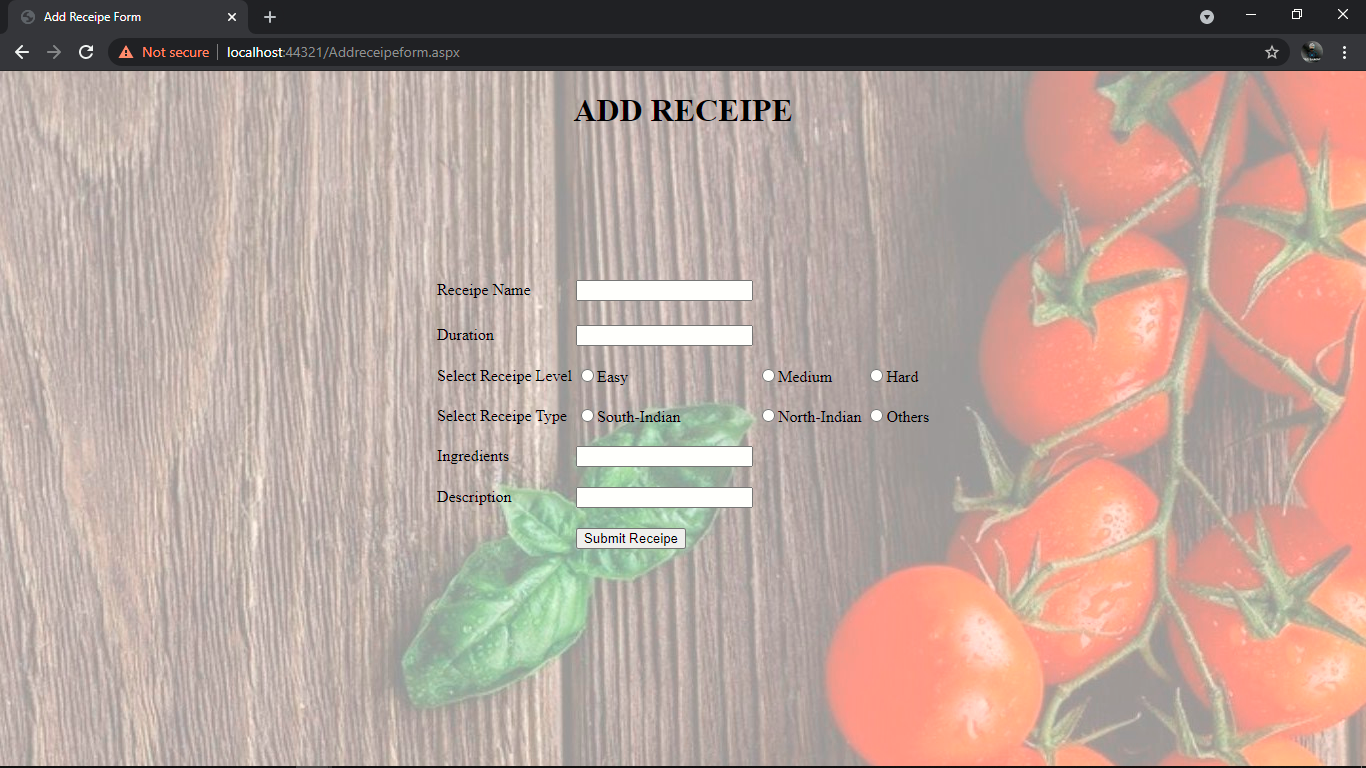 Add Receipe Form
Not secure localhost:44321/Addreceipeform.aspx
ADD RECEIPE
Receipe Name
Duration
Select Receipe Level Easy Medium Hard
Select Receipe Type South-Indian North-Indian Others
Ingredients
Description
Submit Receipe